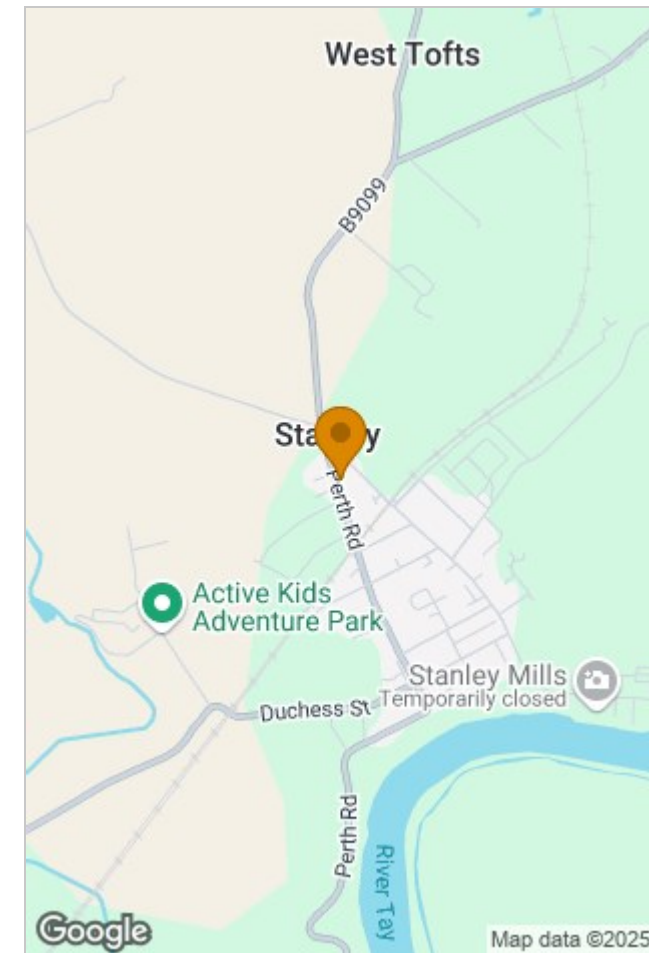 West Tofts
B9099
Sta y
Perth Rd
Active Kids
Adventure Park
Stanley Mills
Temporarily closed
Duchess St
Perth Rd
River Tay
Google
Map data ©2025